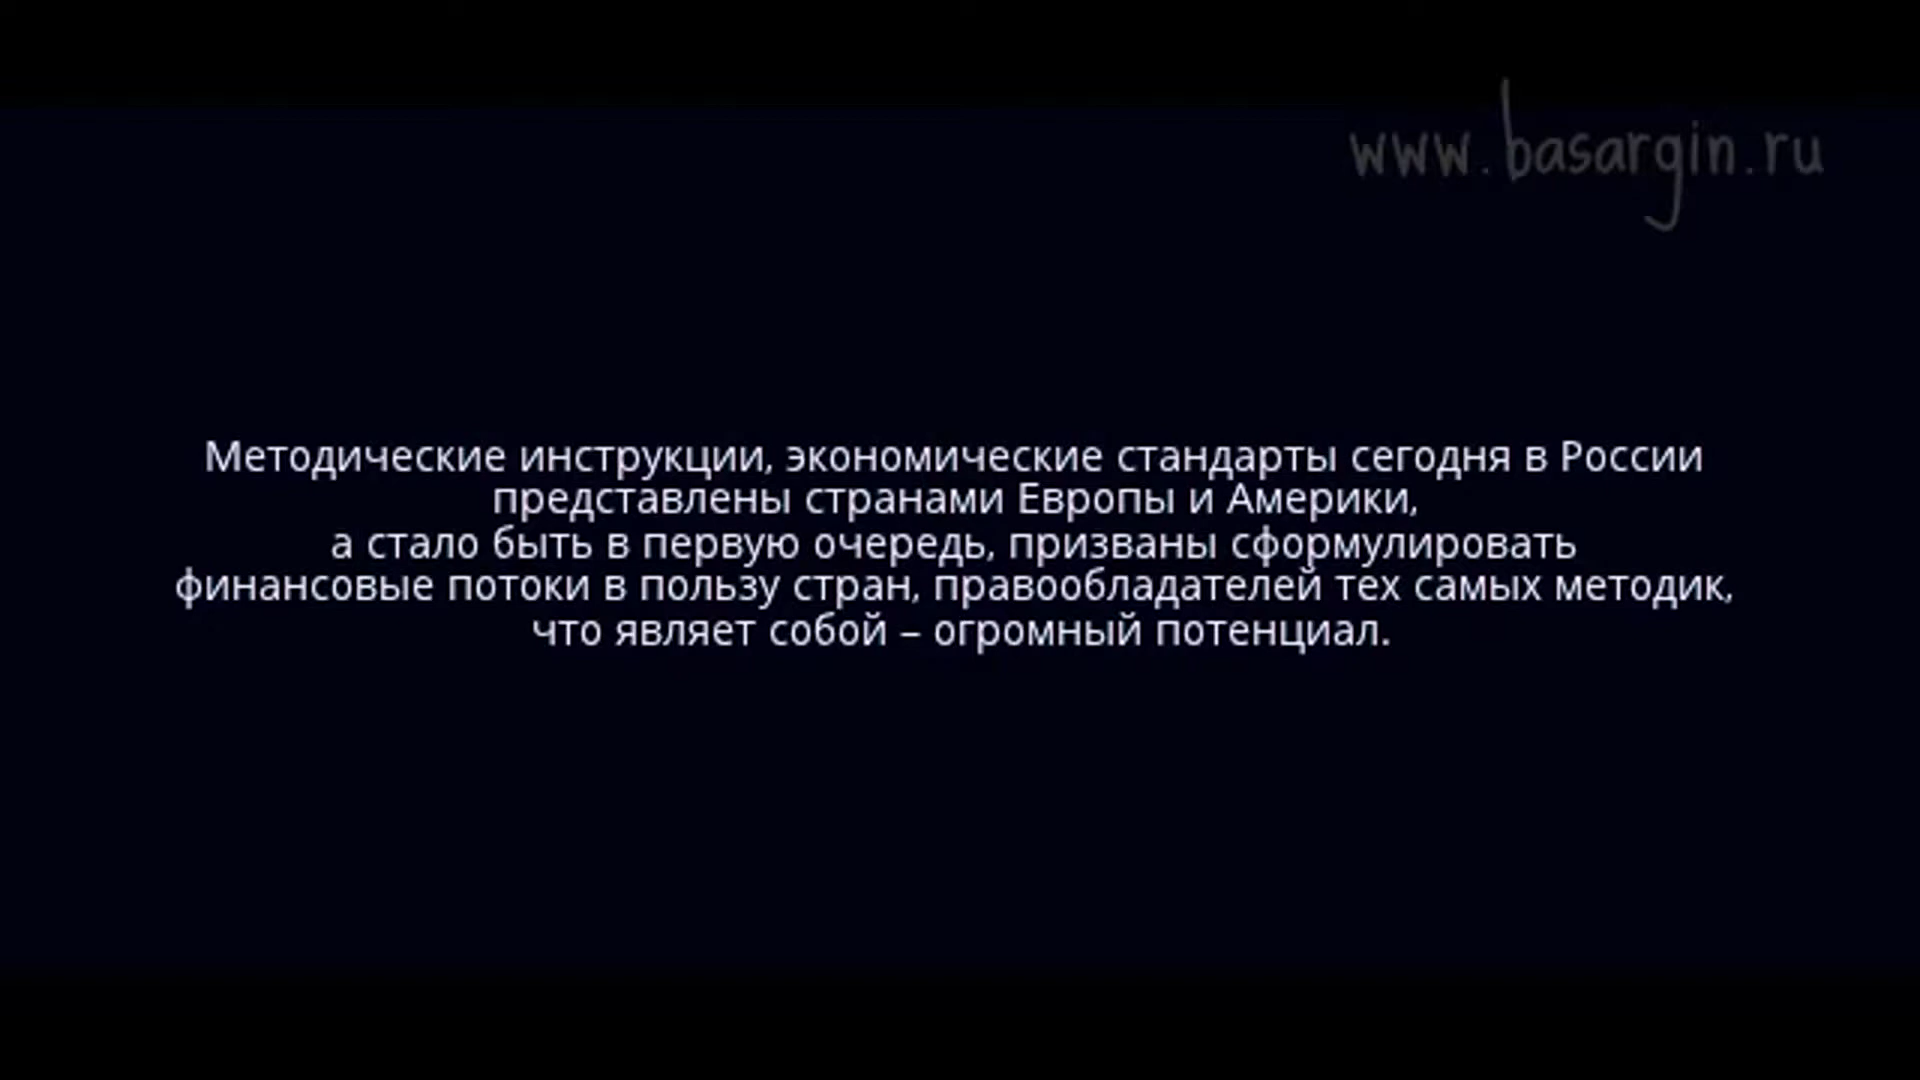 www.basargin.ru
Методические инструкции, экономические стандарты сегодня в России
представлены странами Европы и Америки,
а стало быть в первую очередь, призваны сформулировать
финансовые потоки в пользу стран, правообладателей тех самых методик,
что являет собой – огромный потенциал.